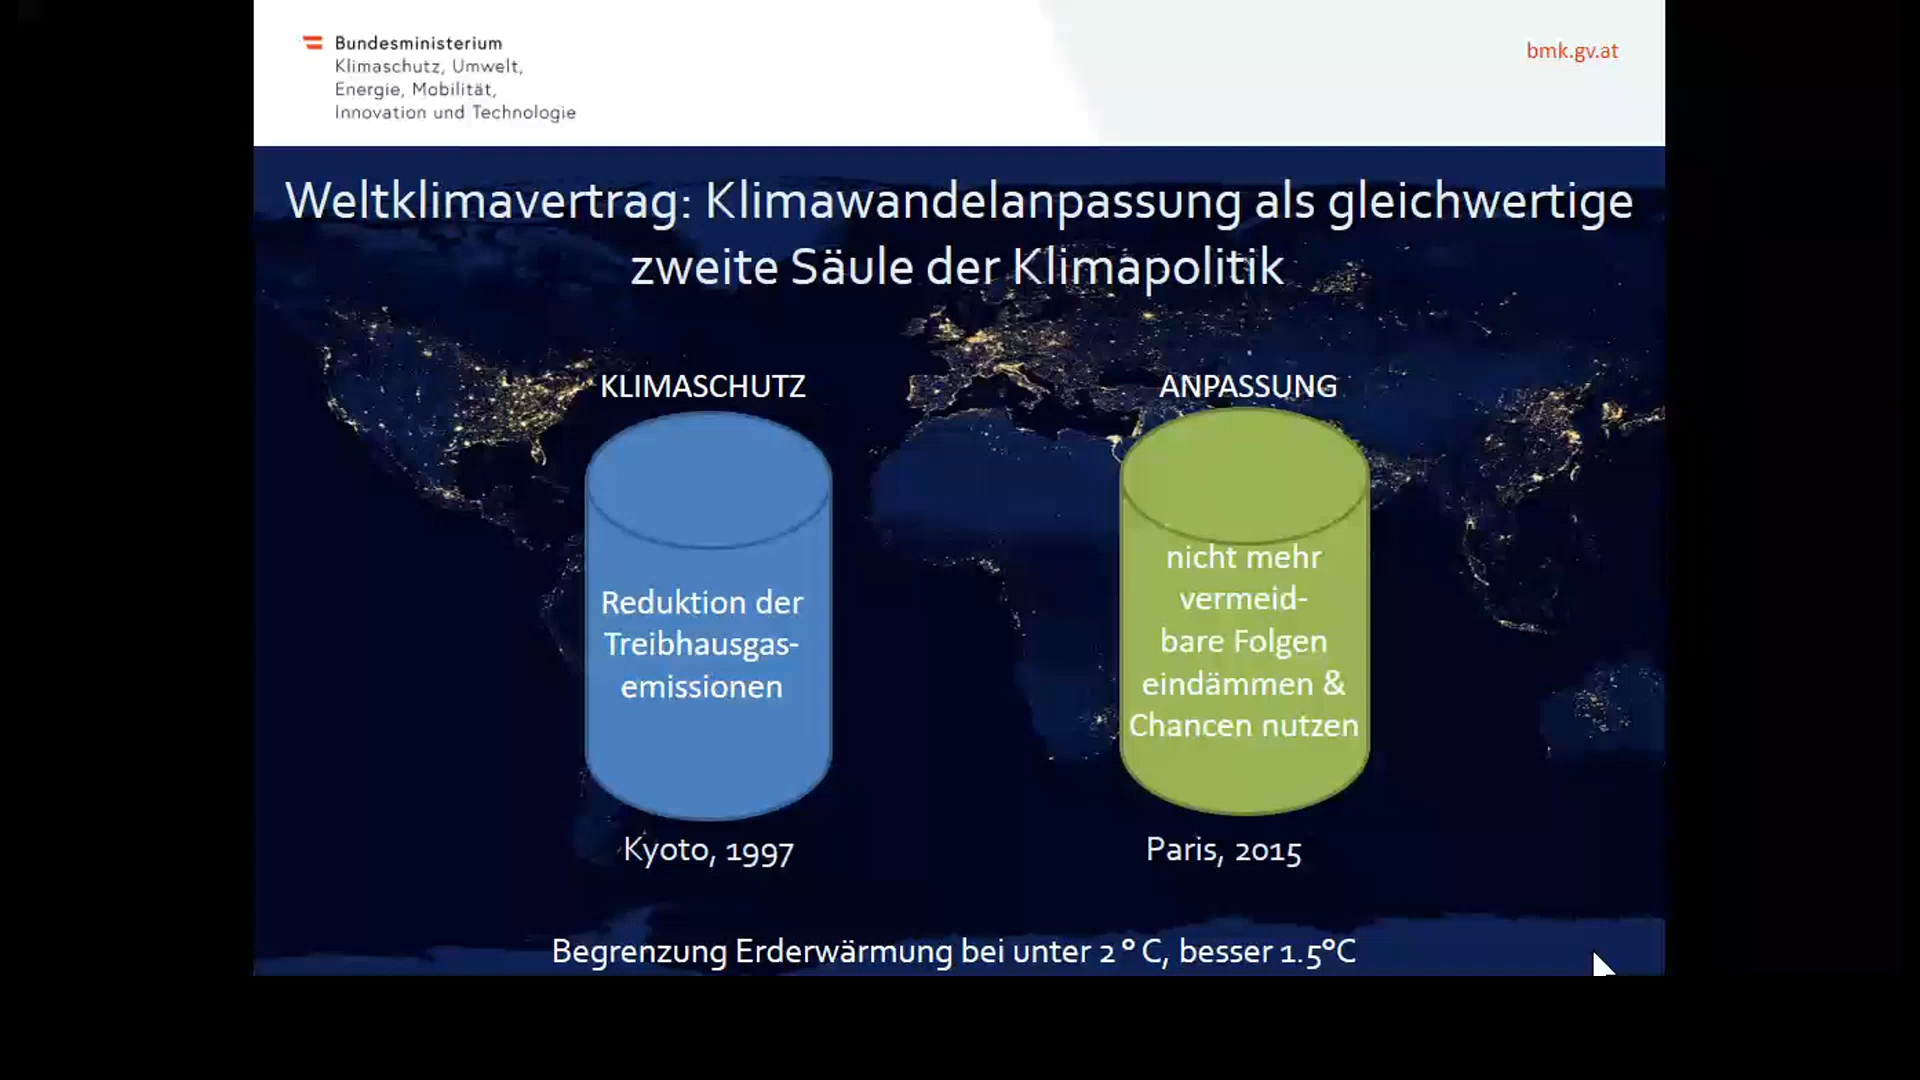 Bundesministerium
Klimaschutz, Umwelt,
Energie, Mobilität,
Innovation und Technologie
bmk.gv.at
Weltklimavertrag: Klimawandelanpassung als gleichwertige
zweite Säule der Klimapolitik
KLIMASCHUTZ
Reduktion der
Treibhausgas-
emissionen
Kyoto, 1997
ANPASSUNG
nicht mehr
vermeid-
bare Folgen
eindämmen &
Chancen nutzen
Paris, 2015
Begrenzung Erderwärmung bei unter 2° C, besser 1.5°C